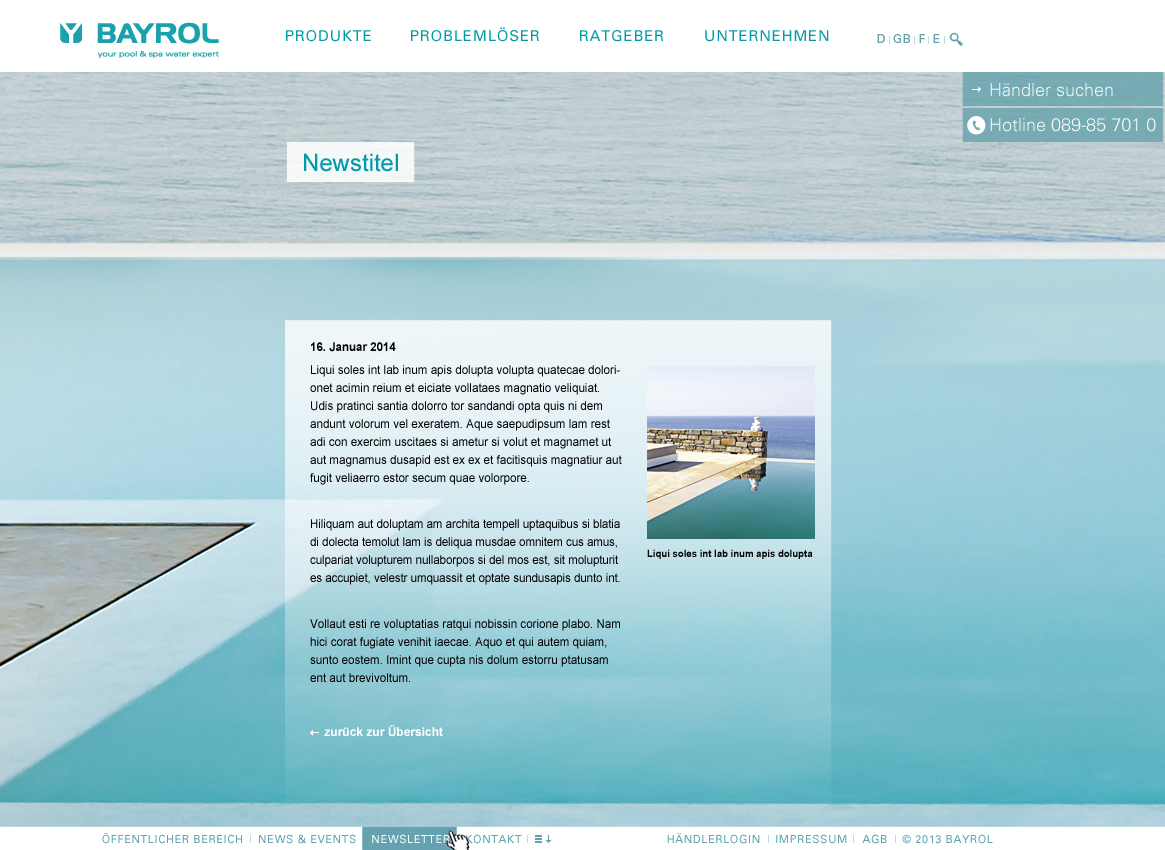 BAYROL
your pool & spa water expert
PRODUKTE PROBLEMLÖSER RATGEBER UNTERNEHMEN
D | GB | F | E |
Händler suchen
Hotline 089-85 701 0
Newstitel
16. Januar 2014
Liqui soles int lab inum apis dolupta volupta quatecae dolori-
onet acimin reium et eiciate vollataes magnatio veliquiat.
Udis pratinci santia dolorro tor sandandi opta quis ni dem
andunt volorum vel exeratem. Aque saepudipsum lam rest
adi con exercim uscitaes si ametur si volut et magnamet ut
aut magnamus dusapid est ex ex et facitisquis magnatiur aut
fugit veliaerro estor secum quae volorpore.
Hiliquam aut doluptam am archita tempell uptaquibus si blatia
di dolecta temolut lam is deliqua musdae omnitem cus amus,
culpariat volupturem nullaborpos si del mos est, sit molupturit
es accupiet, velestr umquassit et optate sundusapis dunto int.
Vollaut esti re voluptatias ratqui nobissin corione plabo. Nam
hici corat fugiate venihit iaecae. Aquo et qui autem quiam,
sunto eostem. Imint que cupta nis dolum estorru ptatusam
ent aut brevivoltum.
← zurück zur Übersicht
Liqui soles int lab inum apis dolupta
ÖFFENTLICHER BEREICH | NEWS & EVENTS NEWSLETTER KONTAKT |
HÄNDLERLOGIN | IMPRESSUM | AGB | © 2013 BAYROL